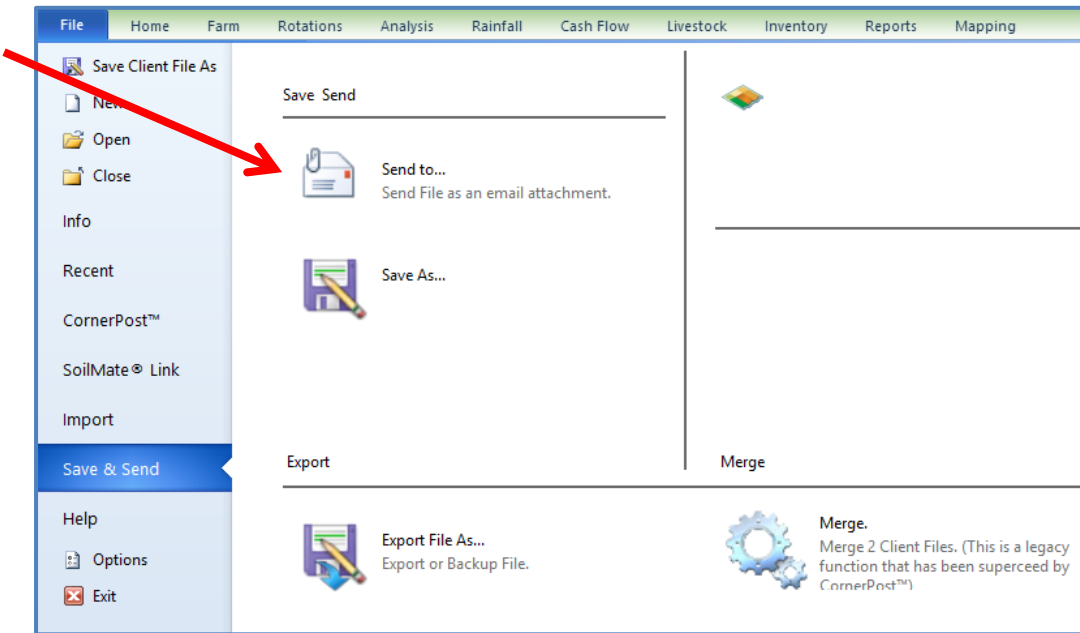 File Home Farm Rotations Analysis Rainfall Cash Flow Livestock Inventory Reports Mapping
Save Client File As
New
Open
Close
Info
Recent
CornerPost™
SoilMate® Link
Import
Save & Send
Help
Options
Exit
Save Send
Send to...
Send File as an email attachment.
Save As...
Export
Export File As...
Export or Backup File.
Merge
Merge.
Merge 2 Client Files. (This is a legacy
function that has been superceed by
CornerPost™)